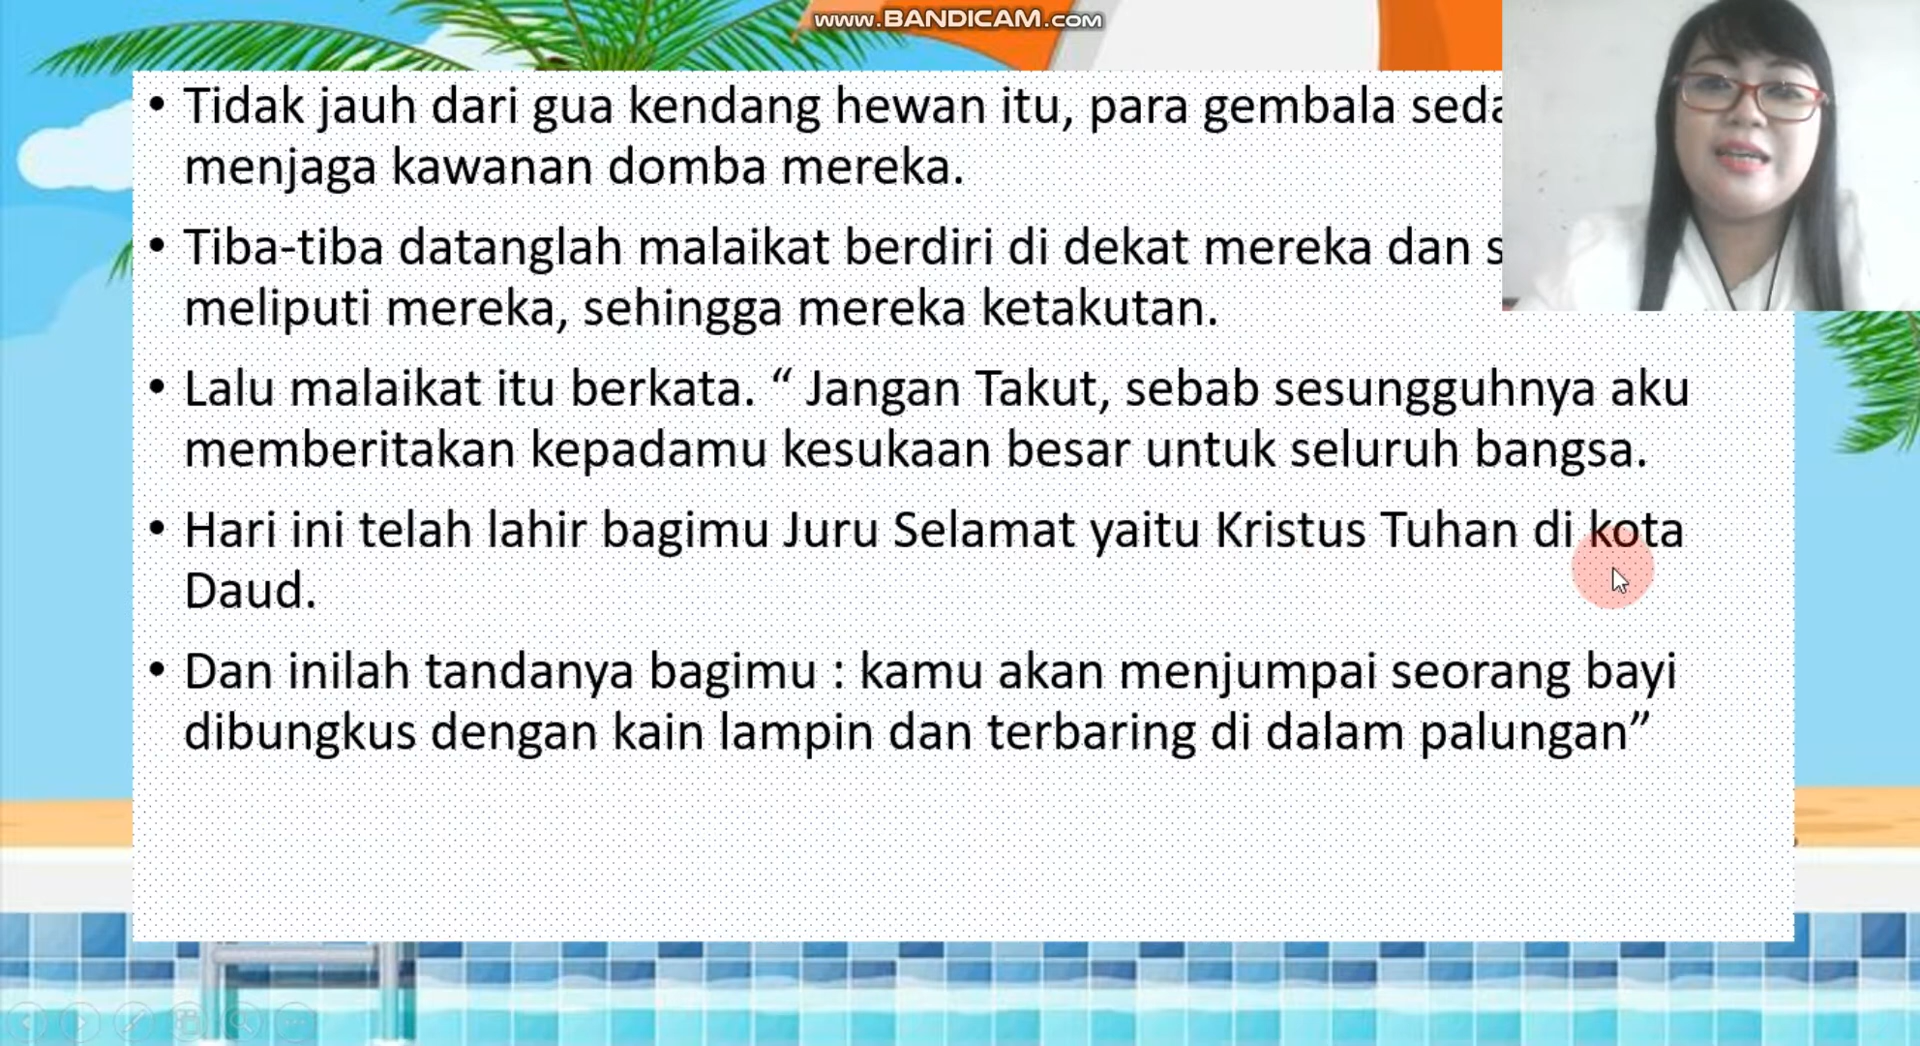 www.BANDICAM.com
• Tidak jauh dari gua kendang hewan itu, para gembala
menjaga kawanan domba mereka.
• Tiba-tiba datanglah malaikat berdiri di dekat mereka dan
meliputi mereka, sehingga mereka ketakutan.
• Lalu malaikat itu berkata. “ Jangan Takut, sebab sesungguhnya aku
memberitakan kepadamu kesukaan besar untuk seluruh bangsa.
• Hari ini telah lahir bagimu Juru Selamat yaitu Kristus Tuhan di kota
Daud.
• Dan inilah tandanya bagimu : kamu akan menjumpai seorang bayi
dibungkus dengan kain lampin dan terbaring di dalam palungan”